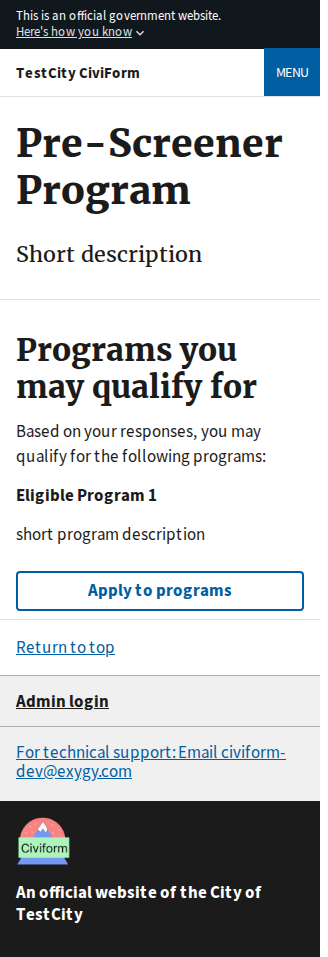 This is an official government website.
Here's how you know
TestCity CiviForm
MENU
Pre-Screener
Program
Short description
Programs you
may qualify for
Based on your responses, you may
qualify for the following programs:
Eligible Program 1
short program description
Apply to programs
Return to top
Admin login
For technical support: Email civiform-
dev@exygy.com
Civiform
An official website of the City of
TestCity